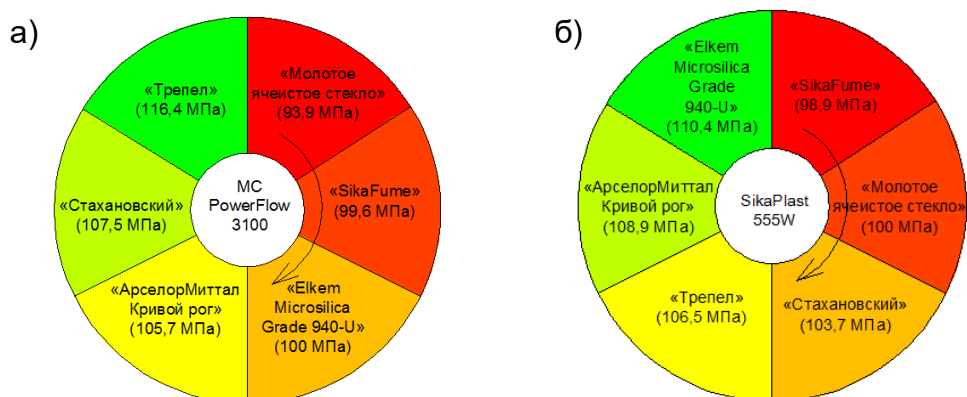 а)
«Трепел»
(116,4 МПа)
«Молотое
ячеистое стекло»
(93,9 МПа)
«Стахановский»
(107,5 МПа)
MC
PowerFlow
3100
«SikaFume»
(99,6 МПа)
«АрселорМиттал
Кривой рог»
(105,7 МПа)
«Elkem
Microsilica
Grade 940-U»
(100 МПа)
б)
«Elkem
Microsilica
Grade
940-U»
(110,4 МПа)
«SikaFume»
(98,9 МПа)
«АрселорМиттал
Кривой рог»
(108,9 МПа)
SikaPlast
555W
«Молотое
ячеистое стекло»
(100 МПа)
«Трепел»
(106,5 МПа)
«Стахановский»
(103,7 МПа)